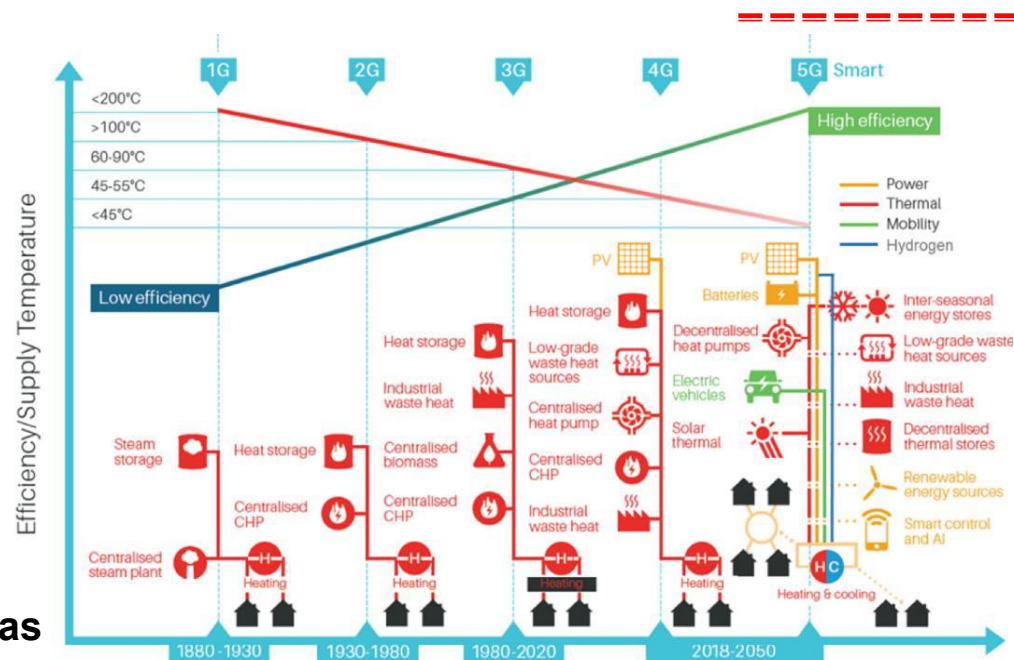 1G 2G 3G 4G 5G Smart
<200°C
>100°C
60-90°C
45-55°C
<45°C
High efficiency
Low efficiency
Efficiency/Supply Temperature
Power
Thermal
Mobility
Hydrogen
Steam
storage
Centralised
steam plant
H
Heating
Heat storage
Centralised
CHP
H
Heating
Heat storage
Industrial
waste heat
Centralised
biomass
Centralised
CHP
H
Heating
PV
Heat storage
Low-grade
waste heat
sources
Centralised
heat pump
Centralised
CHP
Industrial
waste heat
H
Heating
PV
Batteries
Decentralised
heat pumps
Electric
vehicles
Solar
thermal
Inter-seasonal
energy stores
Low-grade waste
heat sources
Industrial
waste heat
Decentralised
thermal stores
Renewable
energy sources
Smart control
and AI
H C
Heating & cooling
as
1880-1930 1930-1980 1980-2020 2018-2050